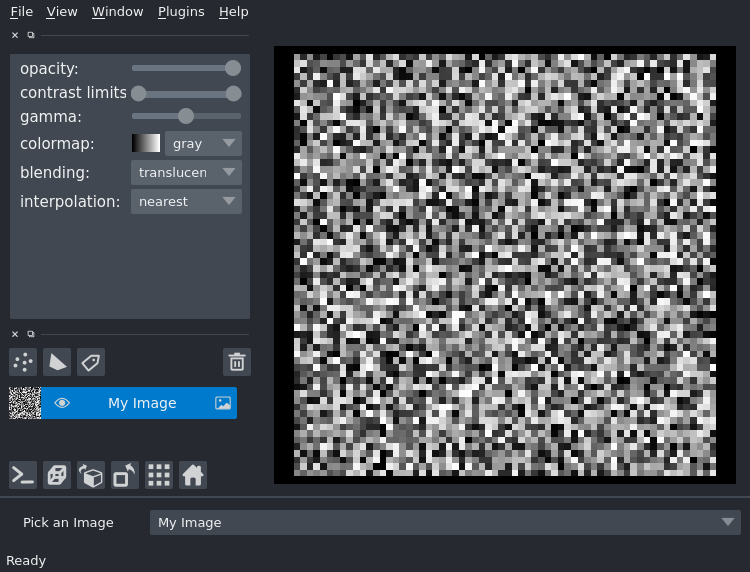 File View Window Plugins Help
opacity:
contrast limits
gamma:
colormap: gray
blending: translucen
interpolation: nearest
My Image
Pick an Image My Image
Ready